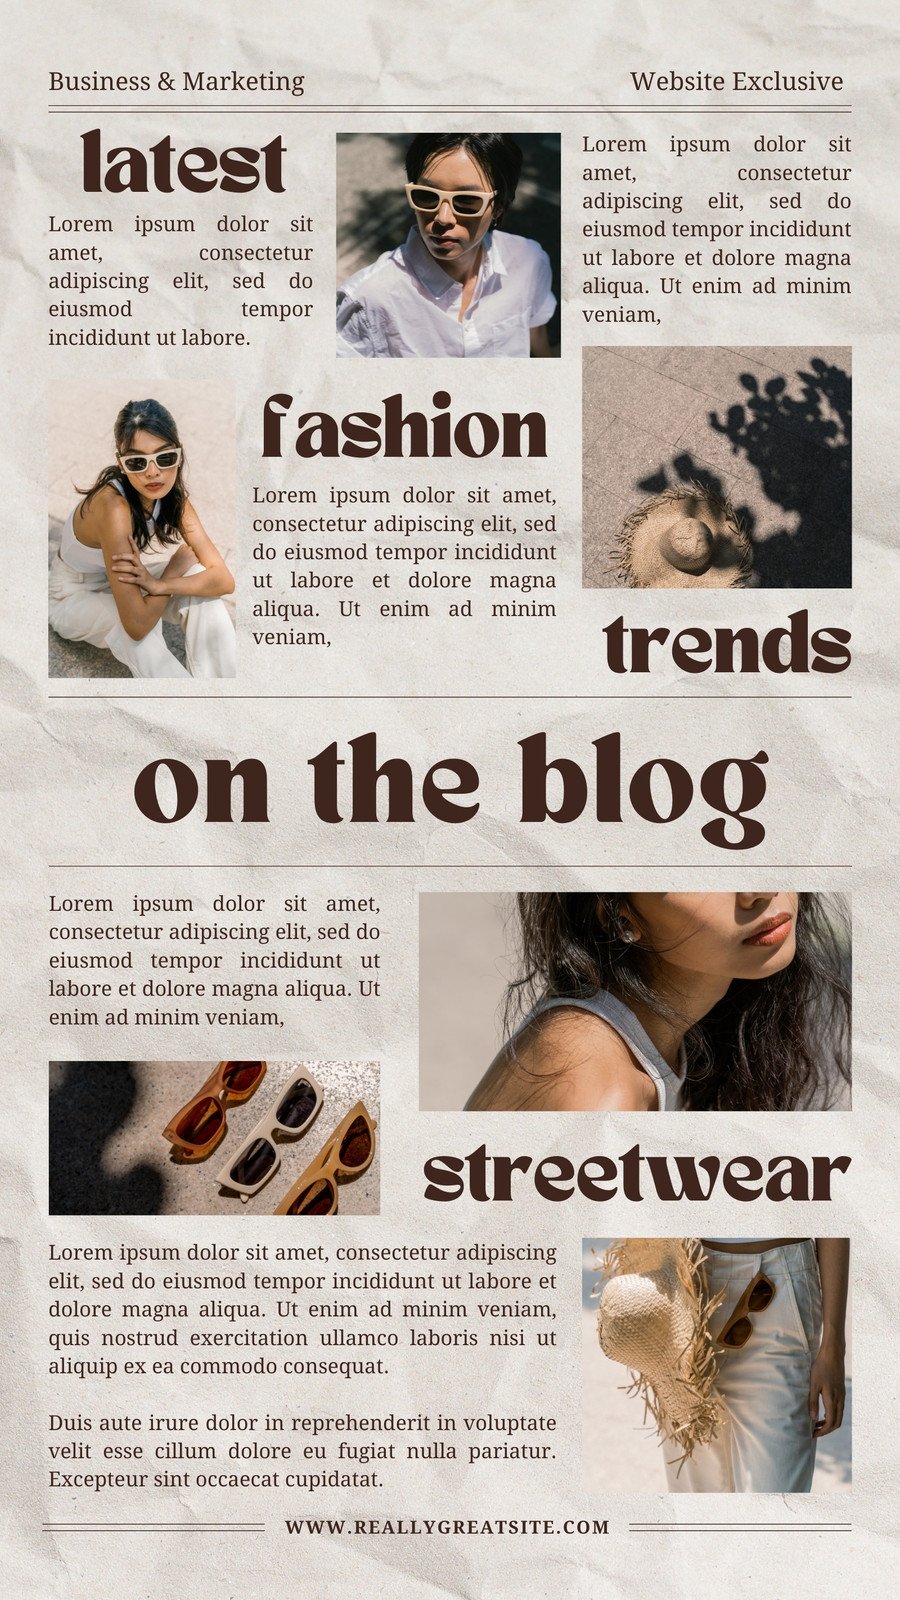 Business & Marketing
Website Exclusive
latest
Lorem ipsum dolor sit
amet, consectetur
adipiscing elit, sed do
eiusmod tempor
incididunt ut labore.
Lorem ipsum dolor sit
amet, consectetur
adipiscing elit, sed do
eiusmod tempor incididunt
ut labore et dolore magna
aliqua. Ut enim ad minim
veniam,
fashion
Lorem ipsum dolor sit amet,
consectetur adipiscing elit, sed
do eiusmod tempor incididunt
ut labore et dolore magna
aliqua. Ut enim ad minim
veniam,
trends
on the blog
Lorem ipsum dolor sit amet,
consectetur adipiscing elit, sed do
eiusmod tempor incididunt ut
labore et dolore magna aliqua. Ut
enim ad minim veniam,
streetwear
Lorem ipsum dolor sit amet, consectetur adipiscing
elit, sed do eiusmod tempor incididunt ut labore et
dolore magna aliqua. Ut enim ad minim veniam,
quis nostrud exercitation ullamco laboris nisi ut
aliquip ex ea commodo consequat.
Duis aute irure dolor in reprehenderit in voluptate
velit esse cillum dolore eu fugiat nulla pariatur.
Excepteur sint occaecat cupidatat.
WWW.REALLYGREATSITE.COM